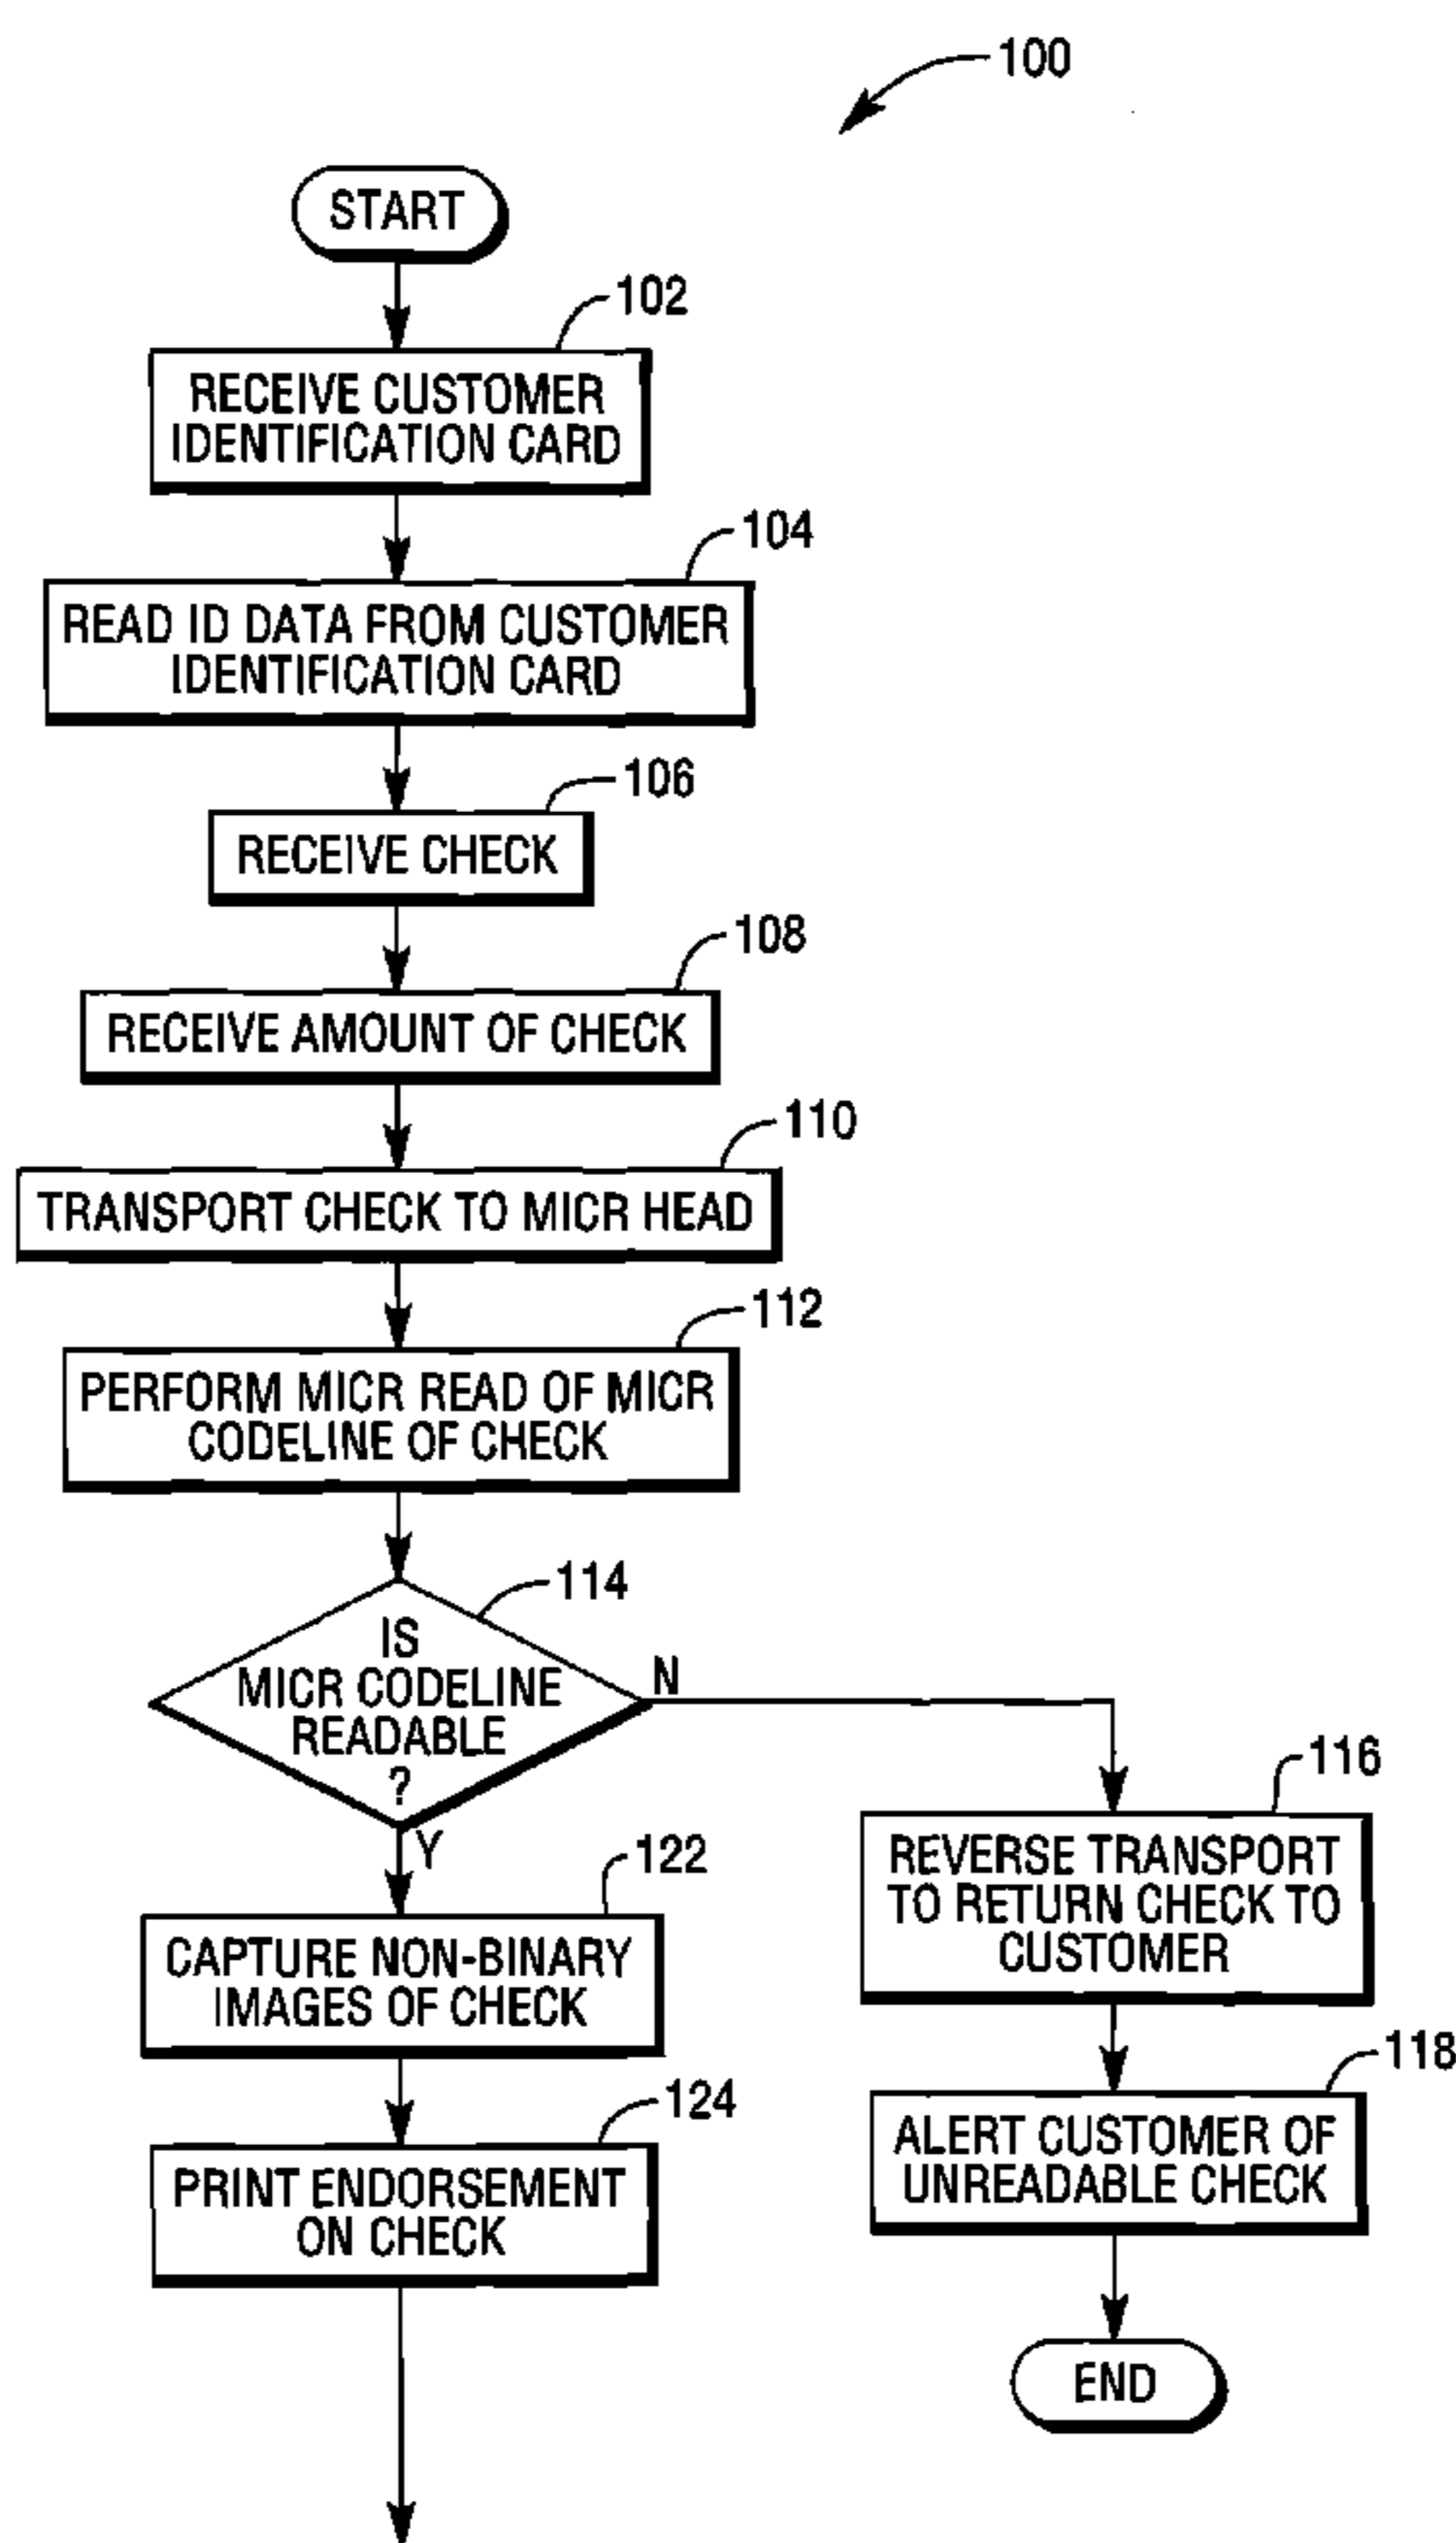 100
START
102
RECEIVE CUSTOMER
IDENTIFICATION CARD
104
READ ID DATA FROM CUSTOMER
IDENTIFICATION CARD
106
RECEIVE CHECK
108
RECEIVE AMOUNT OF CHECK
110
TRANSPORT CHECK TO MICR HEAD
112
PERFORM MICR READ OF MICR
CODELINE OF CHECK
114
IS
MICR CODELINE
READABLE
?
N
Y
116
REVERSE TRANSPORT
TO RETURN CHECK TO
CUSTOMER
118
ALERT CUSTOMER OF
UNREADABLE CHECK
END
122
CAPTURE NON-BINARY
IMAGES OF CHECK
124
PRINT ENDORSEMENT
ON CHECK